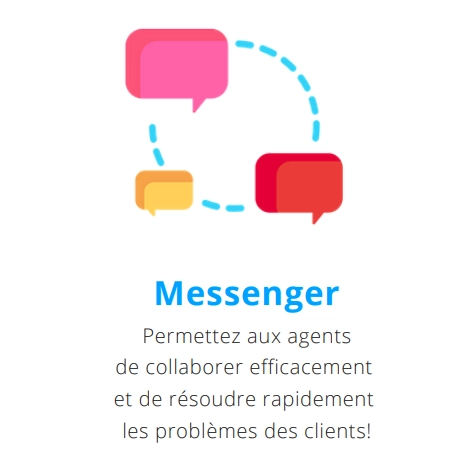 Messenger
Permettez aux agents
de collaborer efficacement
et de résoudre rapidement
les problèmes des clients!